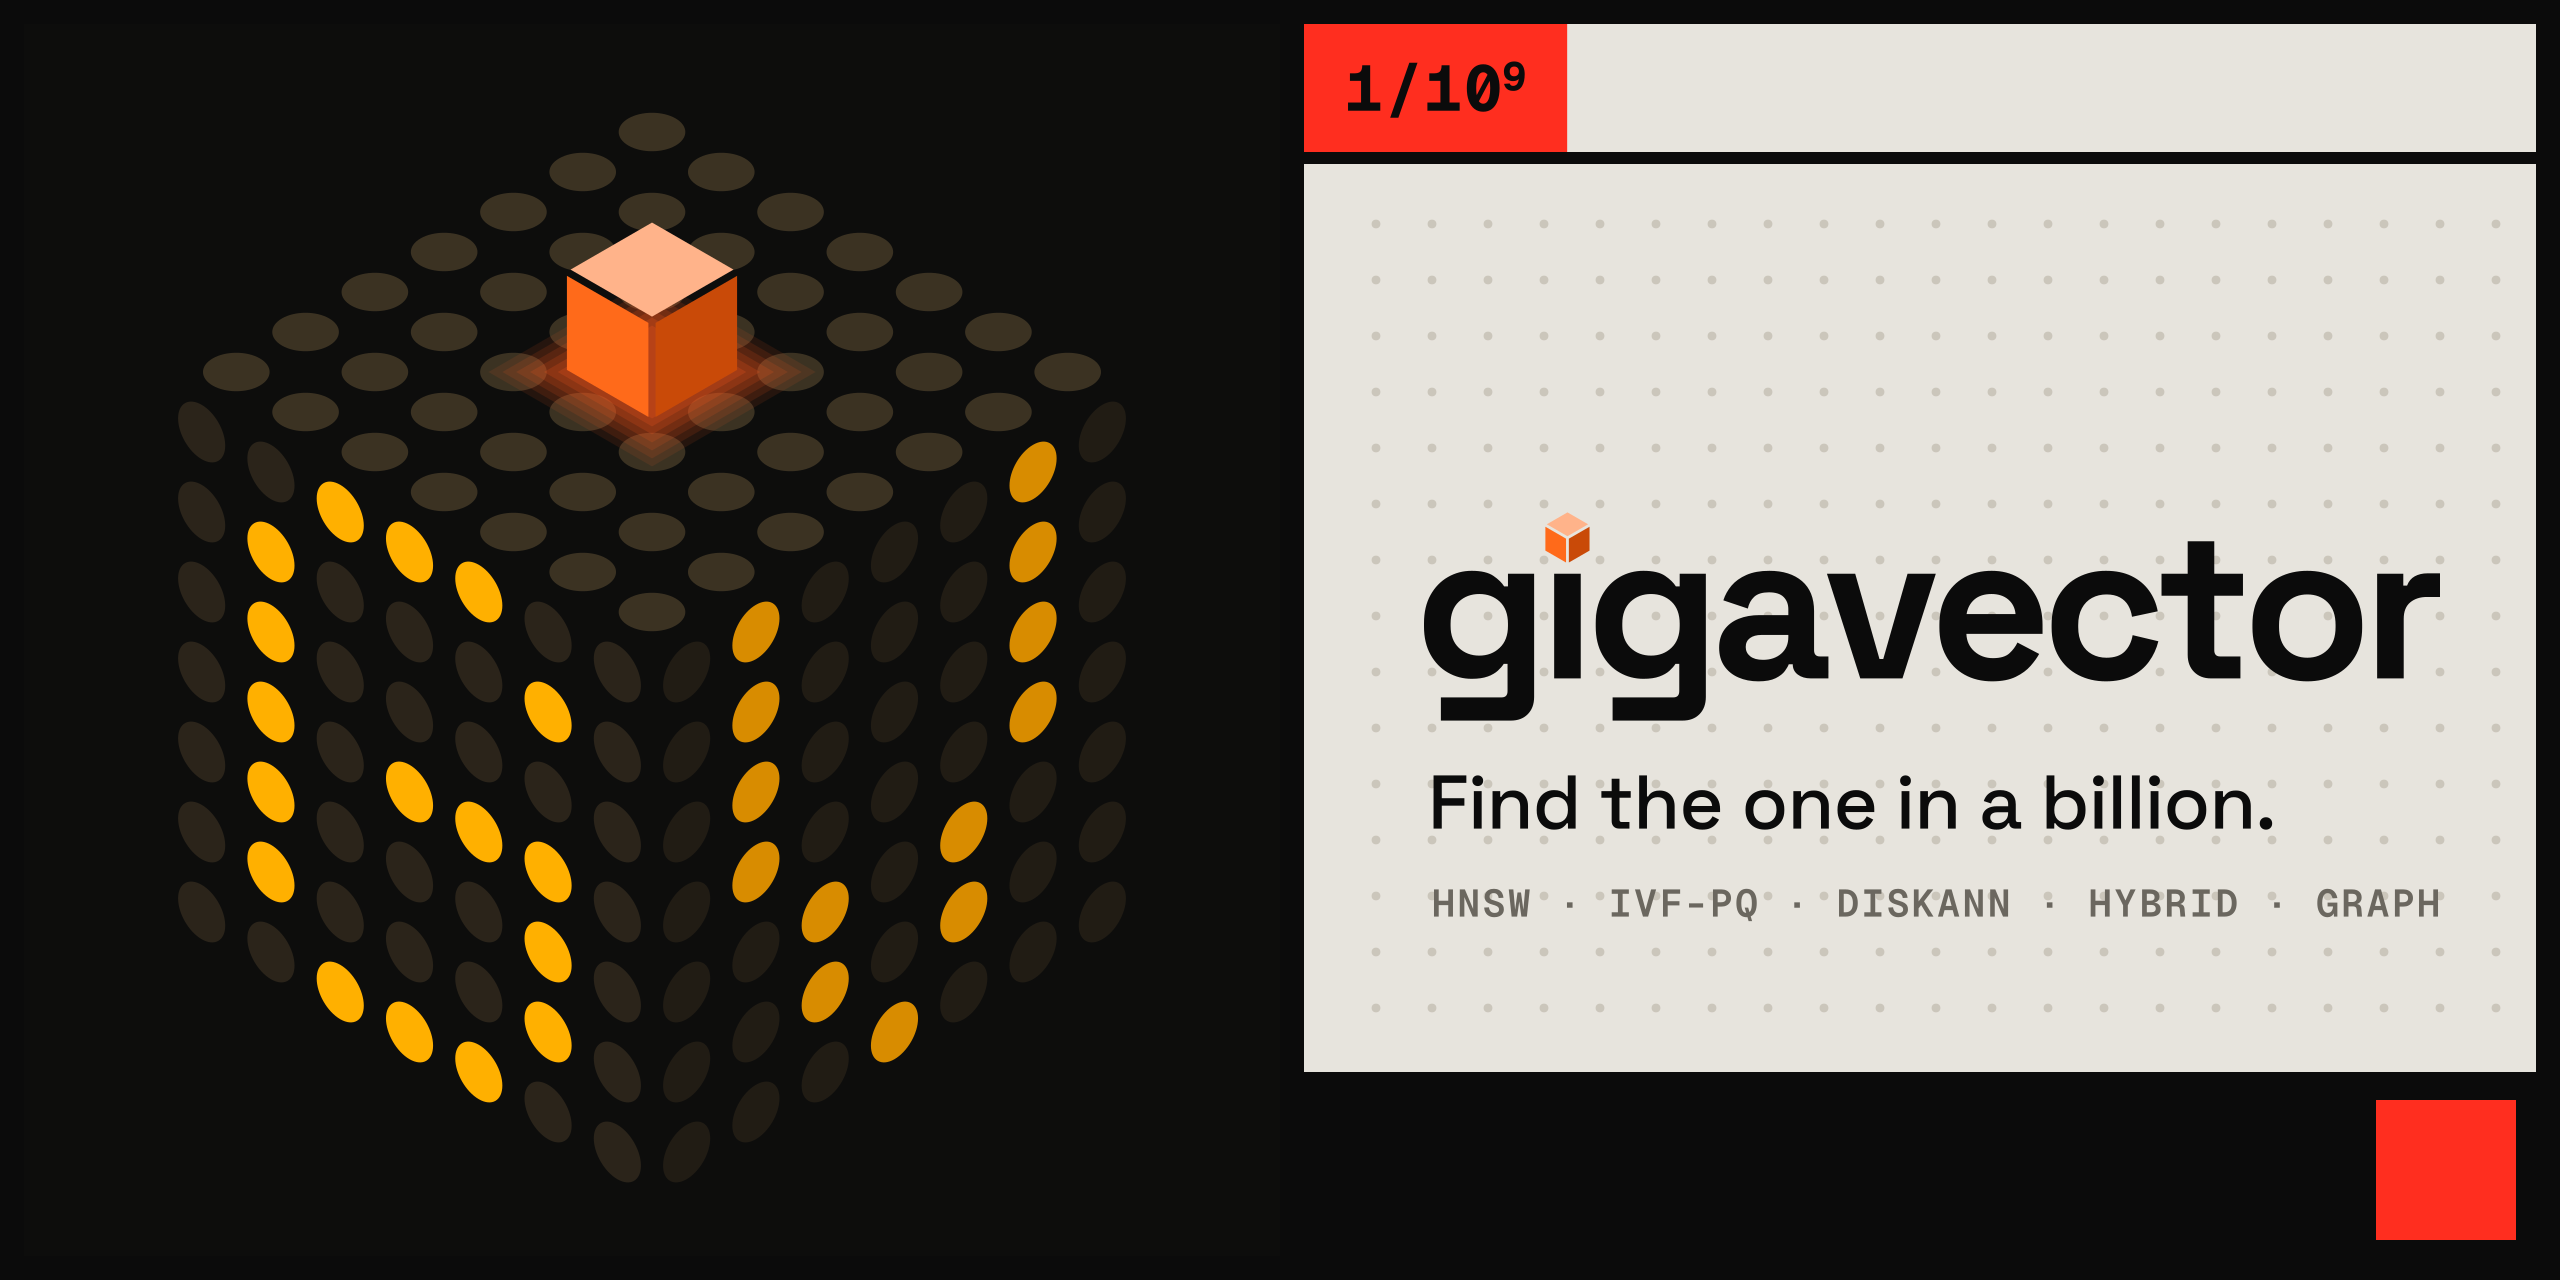 G V
1/10⁹
gigavector
Find the one in a billion.
HNSW · IVF-PQ · DISKANN · HYBRID · GRAPH